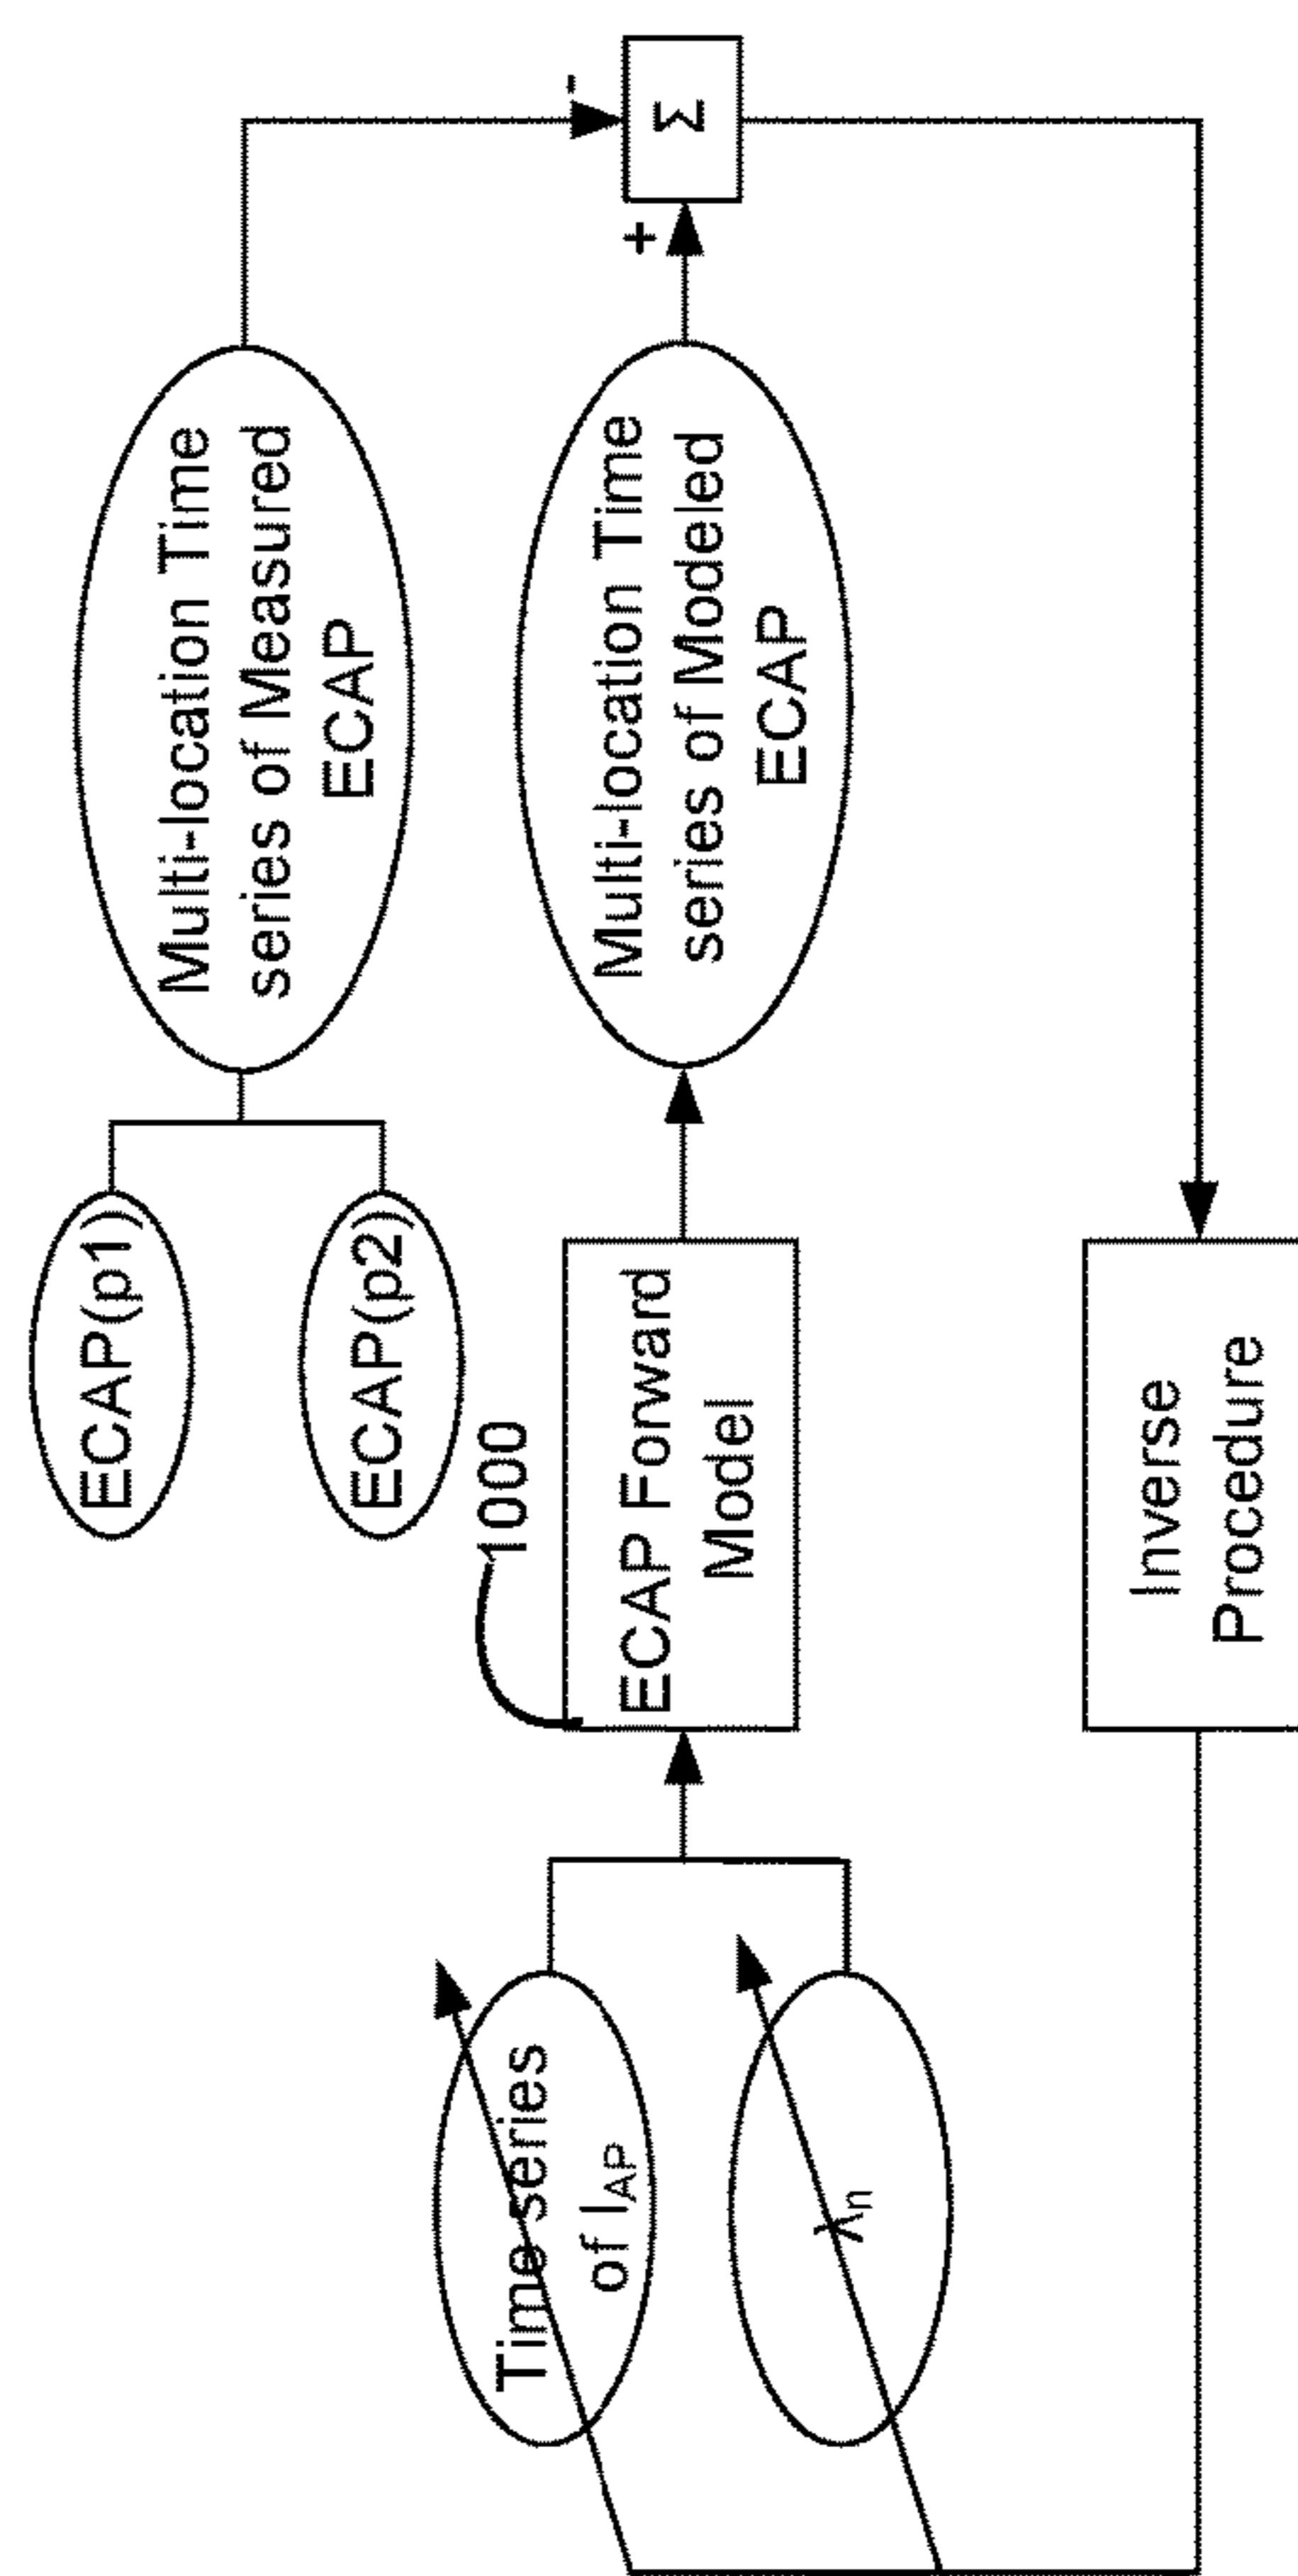 ECAP(p1)
ECAP(p2)
Multi-location Time
series of Measured
ECAP
-
Σ
+
1000
Time series
of I_AP
λn
ECAP Forward
Model
Multi-location Time
series of Modeled
ECAP
Inverse
Procedure